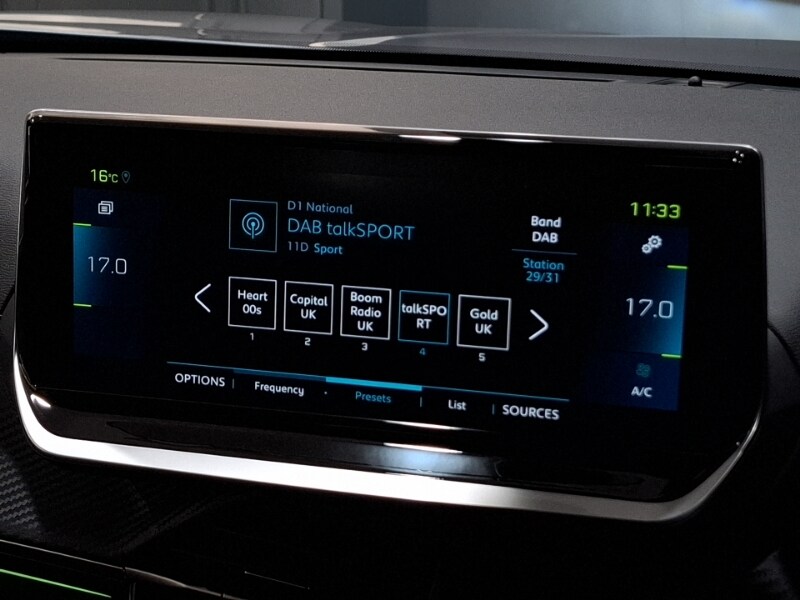 16°C
11:33
D1 National
DAB talkSPORT
11D Sport
Band
DAB
Station
29/31
17.0
17.0
Heart
00s
Capital
UK
Boom
Radio
UK
talkSPO
RT
Gold
UK
1
2
3
4
5
A/C
OPTIONS
Frequency
Presets
List
SOURCES